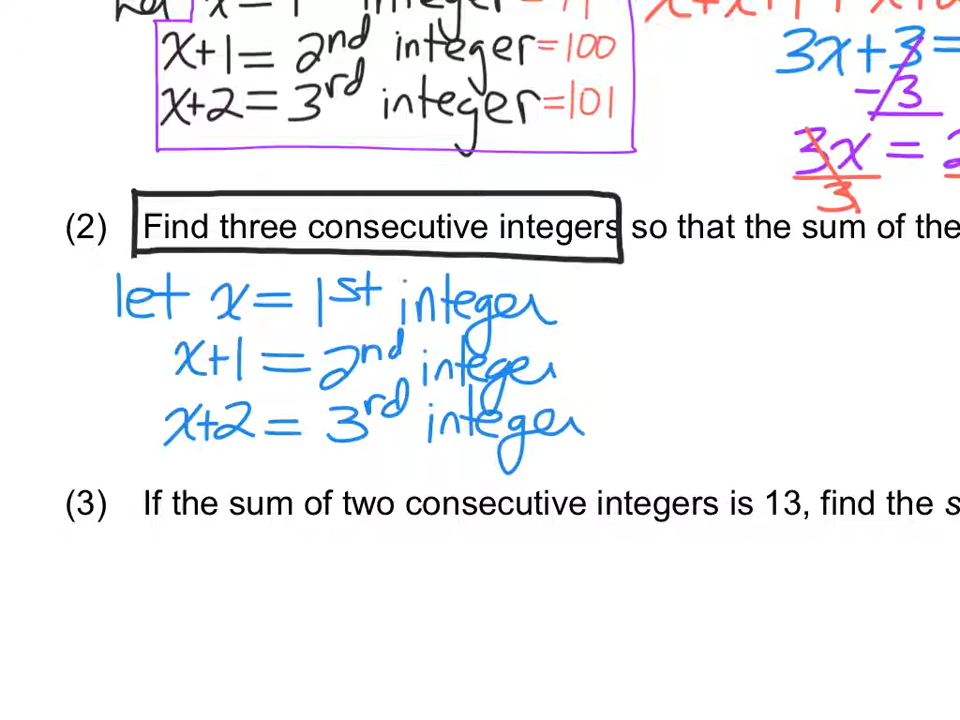 x+1= 2nd integer=100
x+2= 3rd integer=101
3x+3=
-3
3x =
3
(2) Find three consecutive integers so that the sum of the
let x= 1st integer
x+1 = 2nd integer
x+2 = 3rd integer
(3) If the sum of two consecutive integers is 13, find the